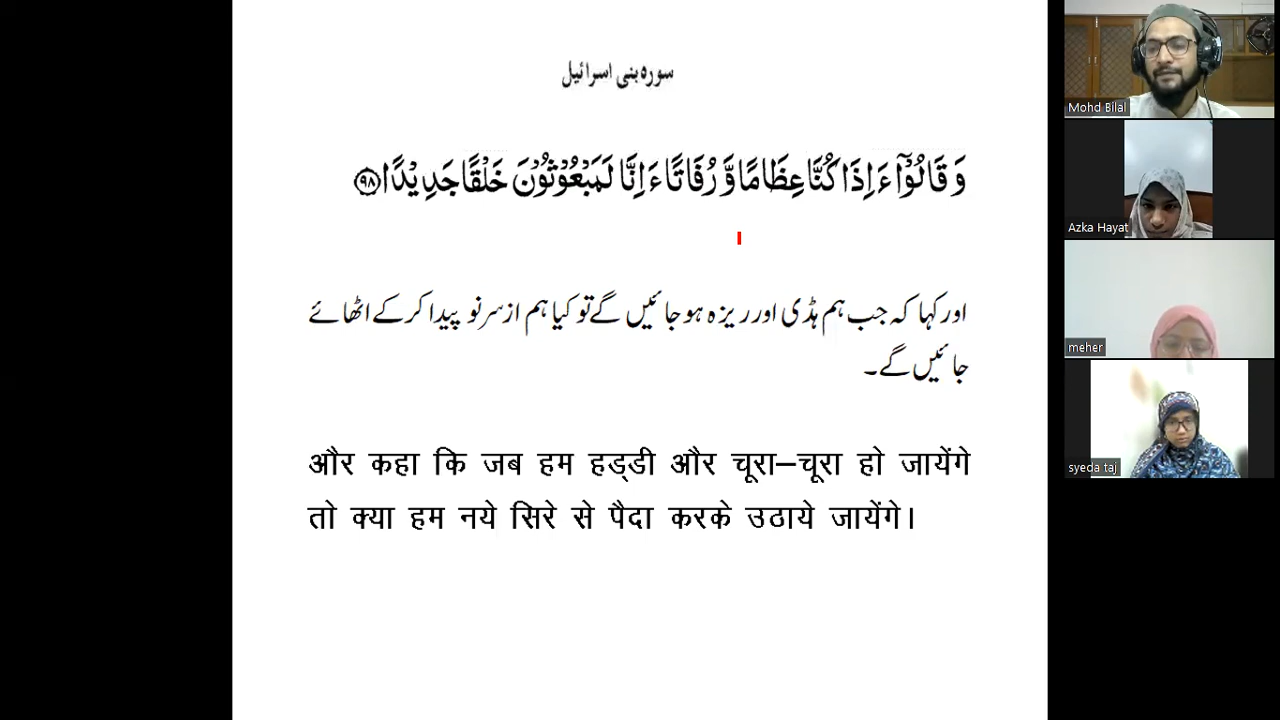 سورہ بنی اسرائیل
وَ قَالُوْۤا ءَاِذَا كُنَّا عِظَامًا وَّ رُفَاتًا ءَاِنَّا لَمَبْعُوْثُوْنَ خَلْقًا جَدِيْدًا ۹۸
اور کہا کہ جب ہم ہڈی اور ریزہ ہو جائیں گے تو کیا ہم از سر نو پیدا کر کے اٹھائے
جائیں گے۔
और कहा कि जब हम हड्डी और चूरा–चूरा हो जायेंगे
तो क्या हम नये सिरे से पैदा करके उठाये जायेंगे।
Mohd Bilal
Azka Hayat
meher
syeda taj